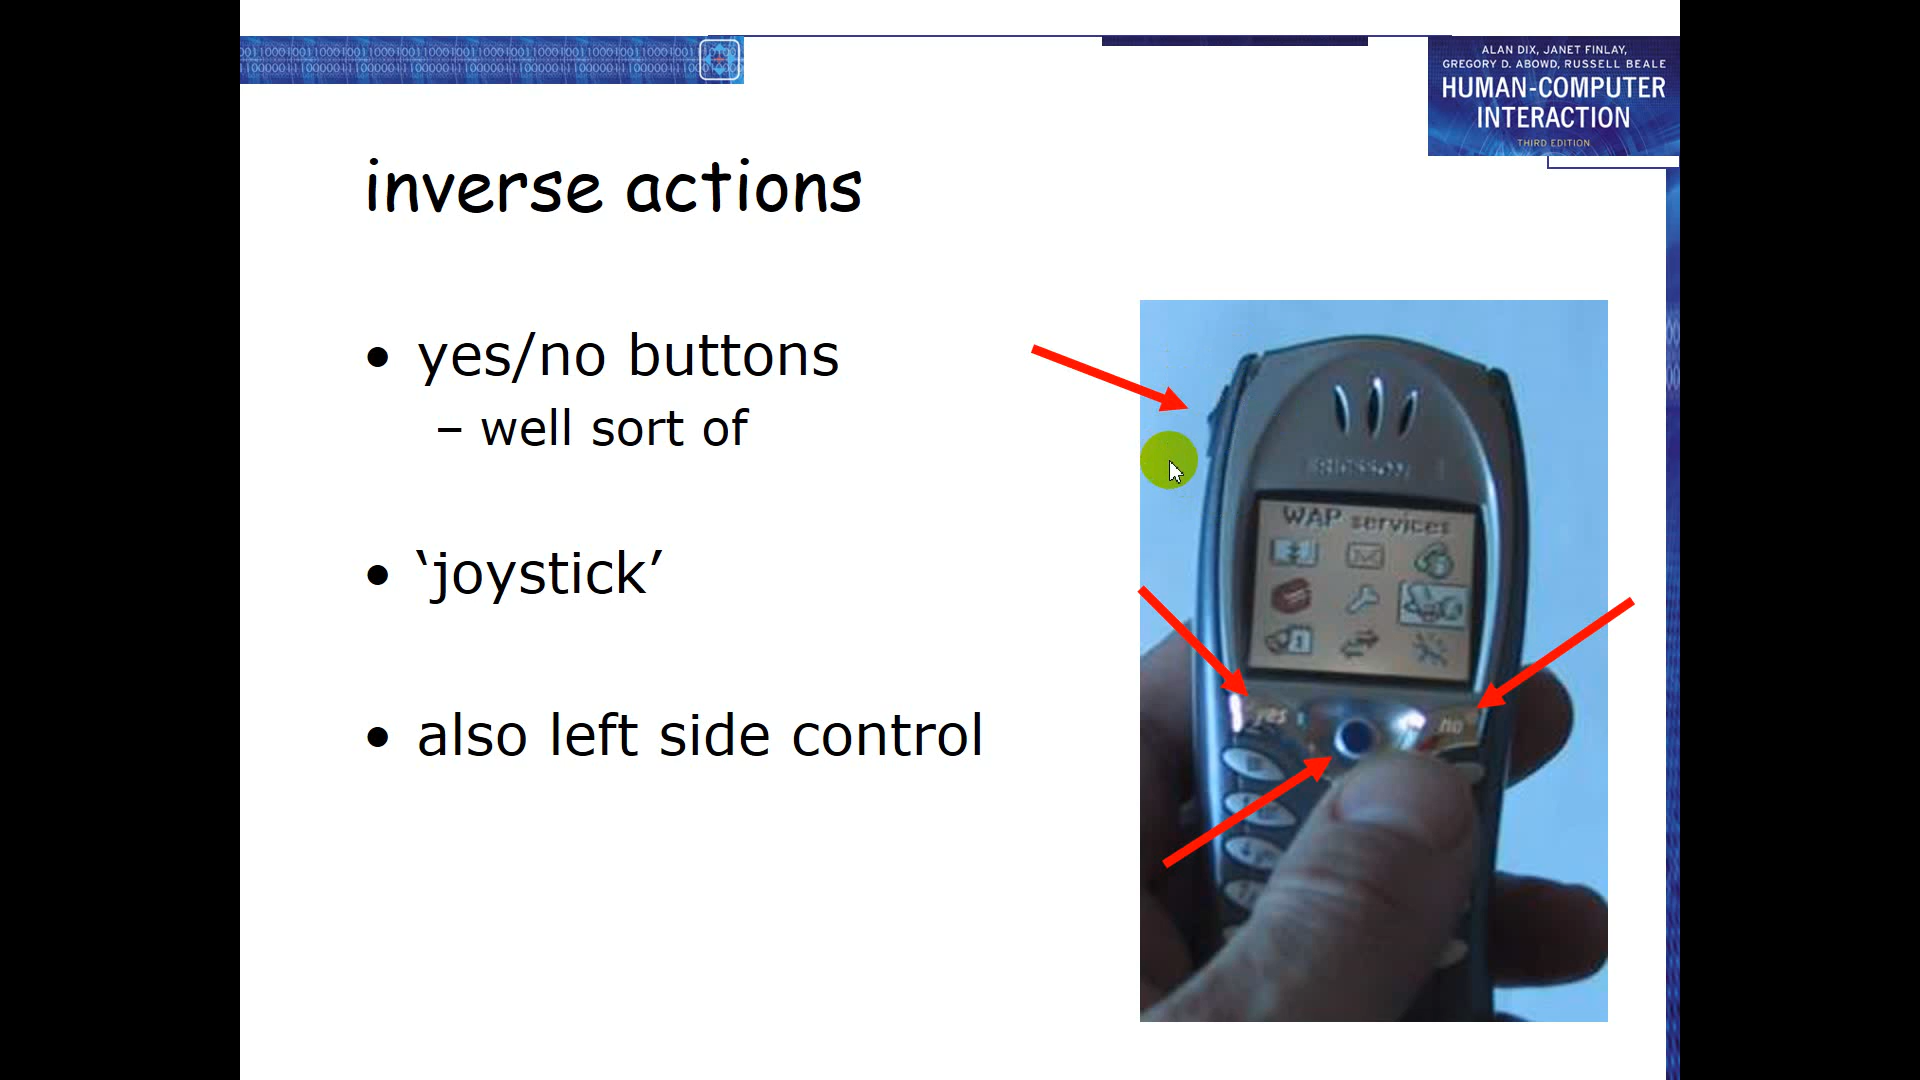 ALAN DIX, JANET FINLAY,
GREGORY D. ABOWD, RUSSELL BEALE
HUMAN-COMPUTER
INTERACTION
THIRD EDITION
inverse actions
• yes/no buttons
– well sort of
• ‘joystick’
• also left side control
ERICSSON
WAP services
yes
no